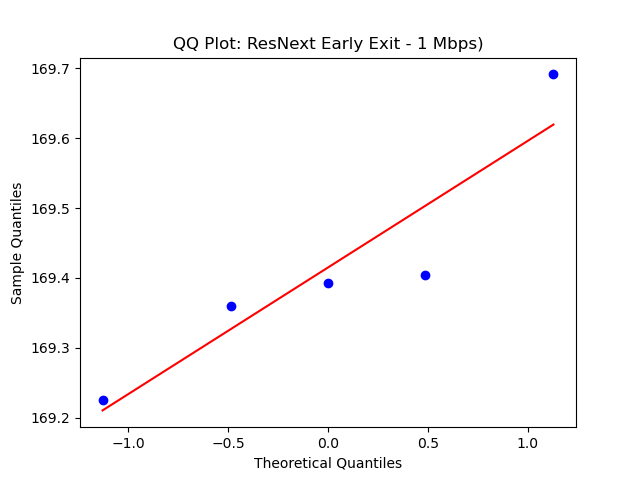 QQ Plot: ResNext Early Exit - 1 Mbps)
169.7
169.6
169.5
169.4
169.3
169.2
Sample Quantiles
−1.0 −0.5 0.0 0.5 1.0
Theoretical Quantiles